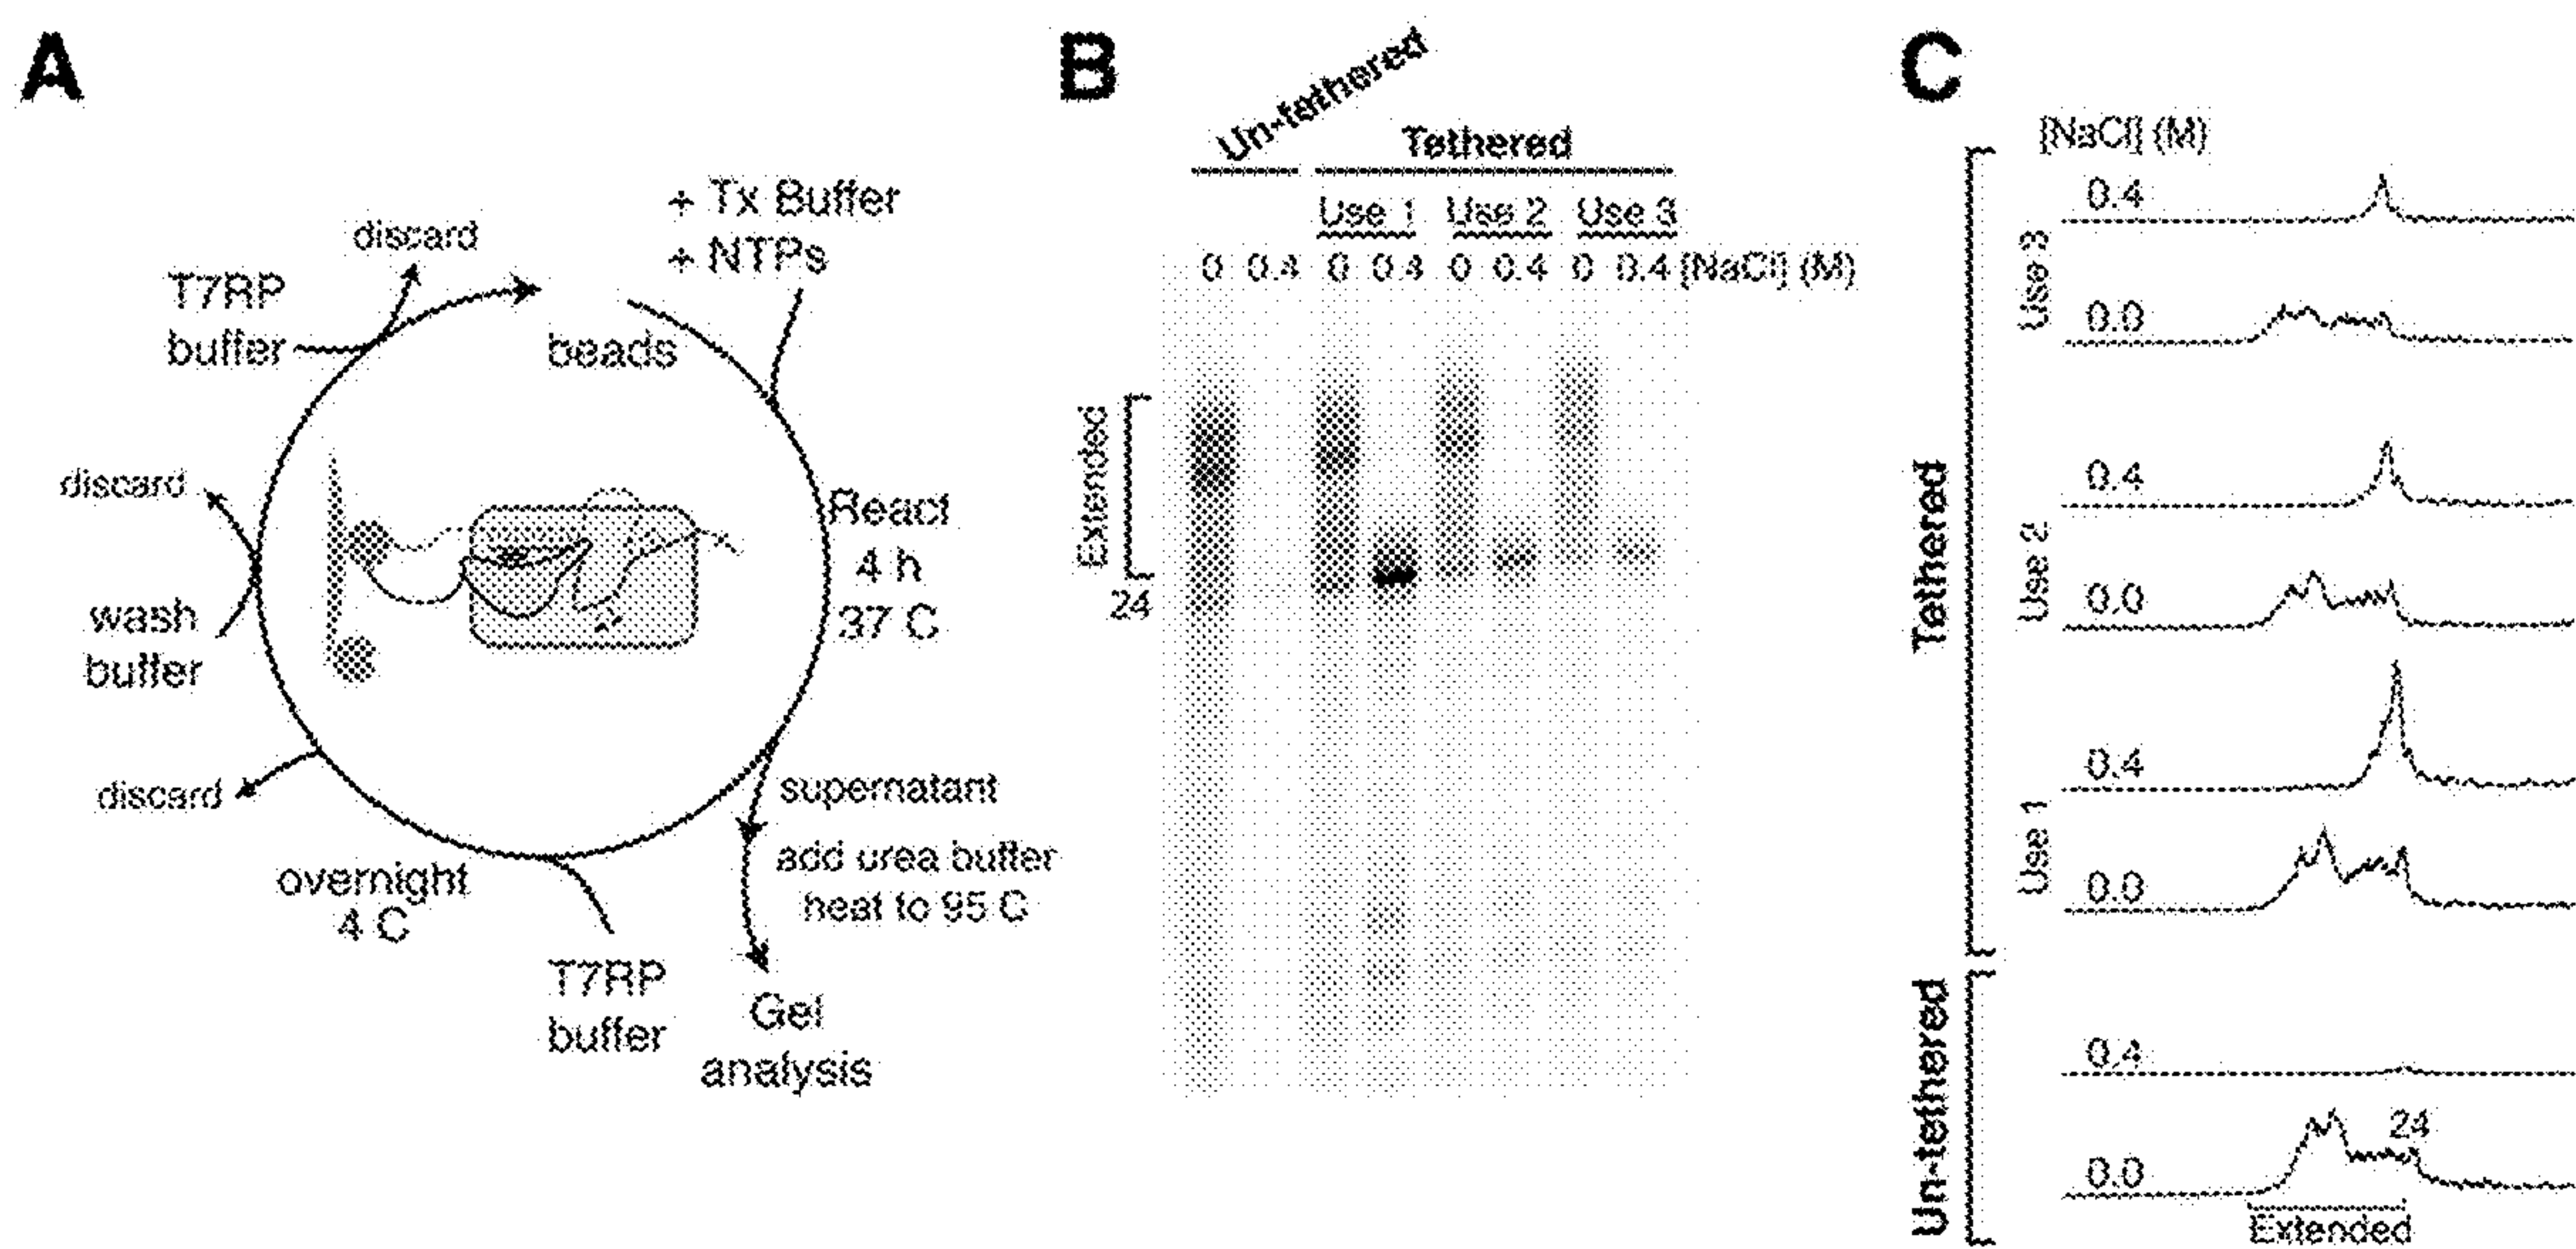 A
discard
+ Tx Buffer
+ NTPs
T7RP
buffer
beads
discard
React
4 h
37 C
wash
buffer
discard
supernatant
add urea buffer
heat to 95 C
overnight
4 C
T7RP
buffer
Gel
analysis
B
Un-tethered
Tethered
Use 1 Use 2 Use 3
0 0.4 0 0.4 0 0.4 0 0.4 [NaCl] (M)
Extended
24
C
[NaCl] (M)
Tethered
Use 3
0.4
0.0
Use 2
0.4
0.0
Use 1
0.4
0.0
Un-tethered
0.4
24
0.0
Extended